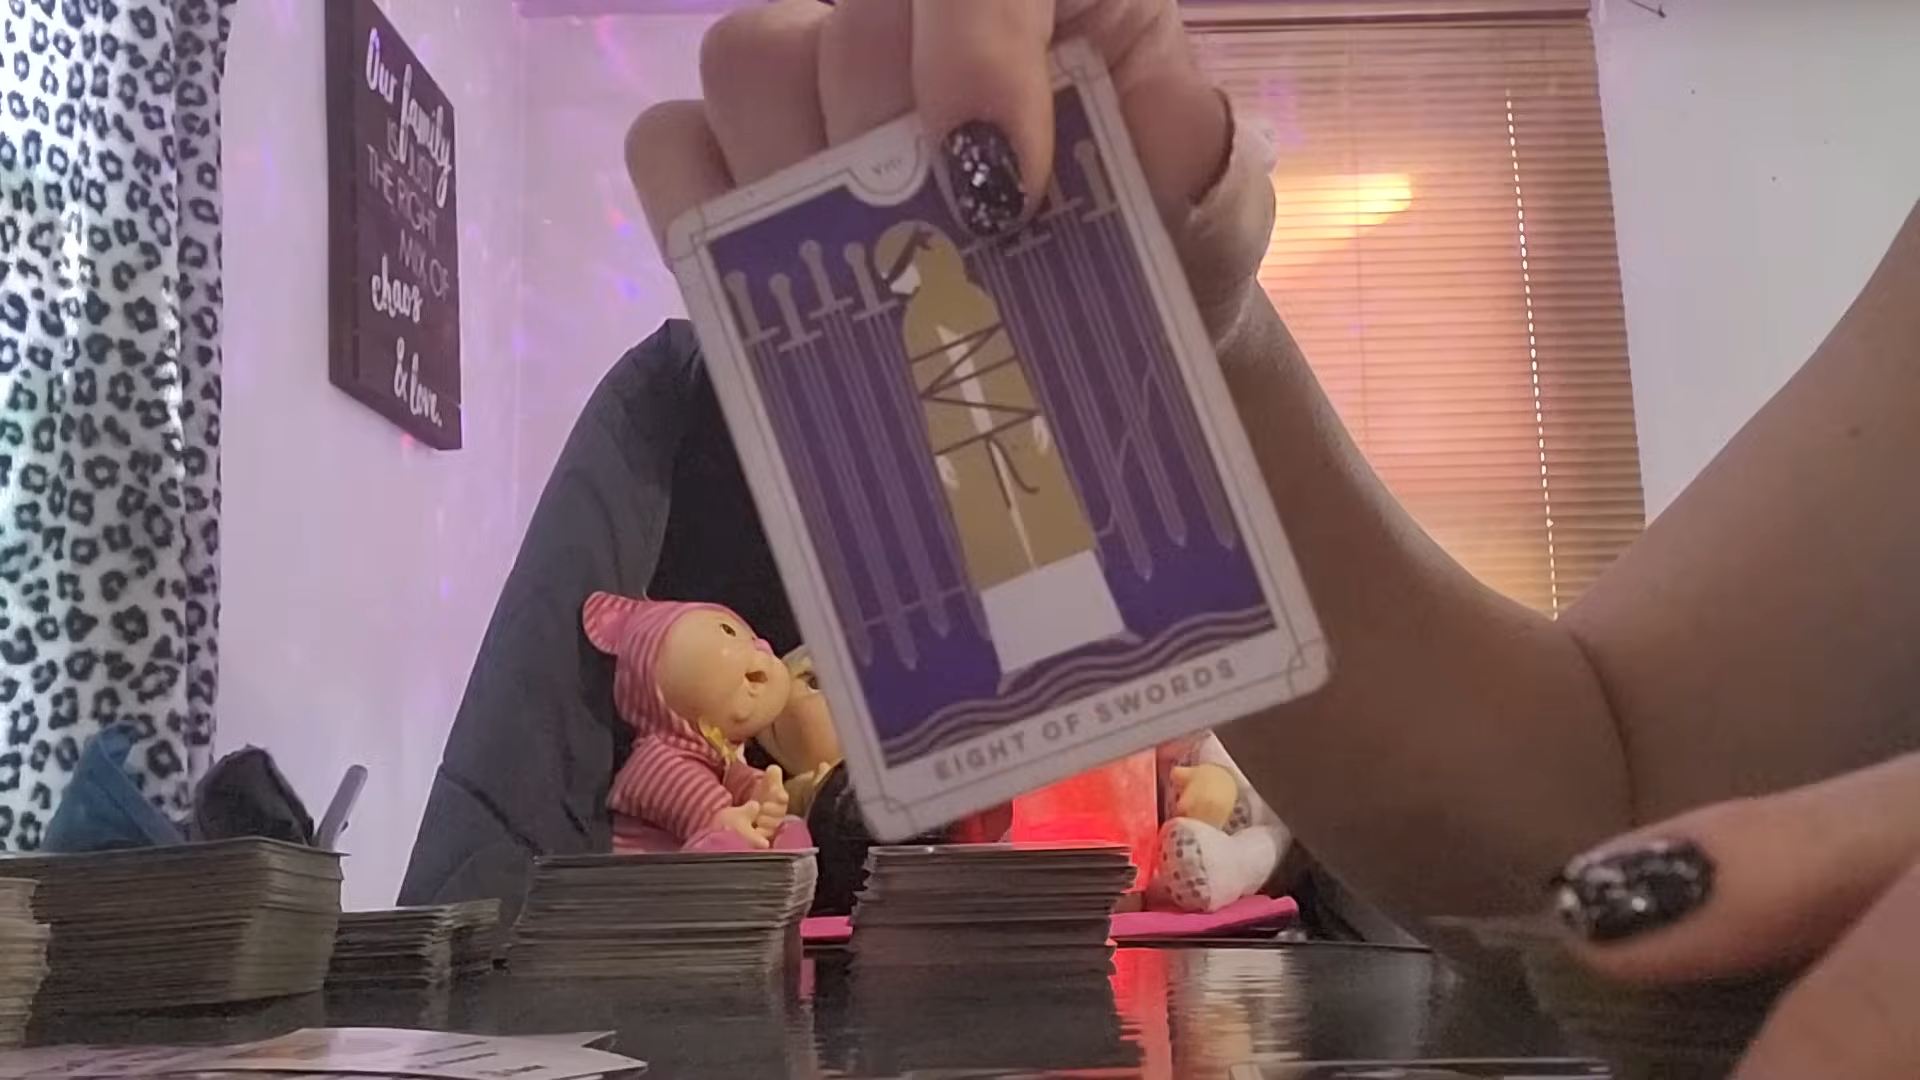 Our family
IS JUST
THE RIGHT
MIX OF
chaos
& love.
VIII
EIGHT OF SWORDS